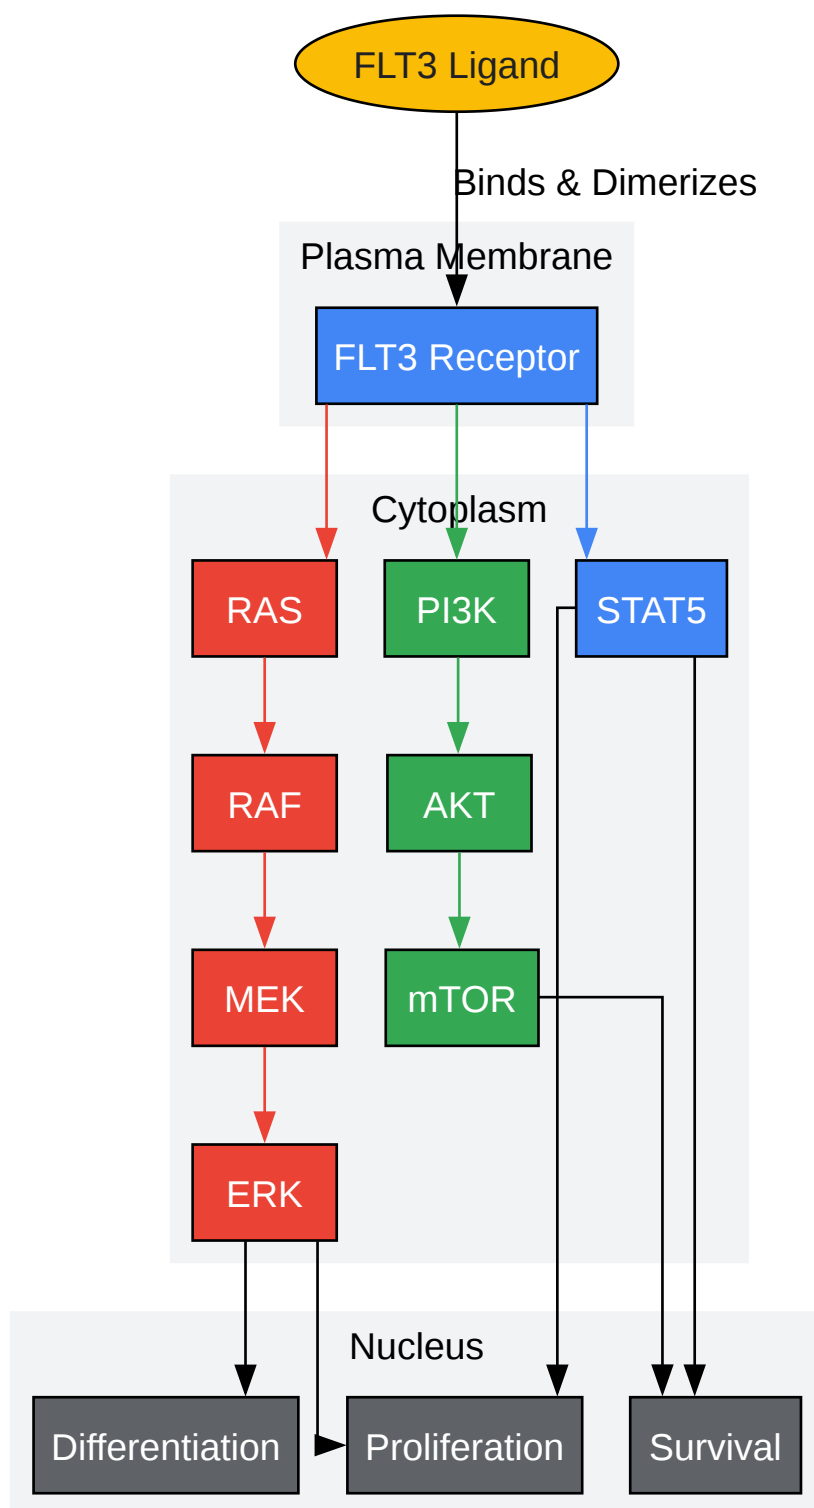 FLT3 Ligand
Binds & Dimerizes
Plasma Membrane
FLT3 Receptor
Cytoplasm
RAS
PI3K
STAT5
RAF
AKT
MEK
mTOR
ERK
Nucleus
Differentiation
Proliferation
Survival